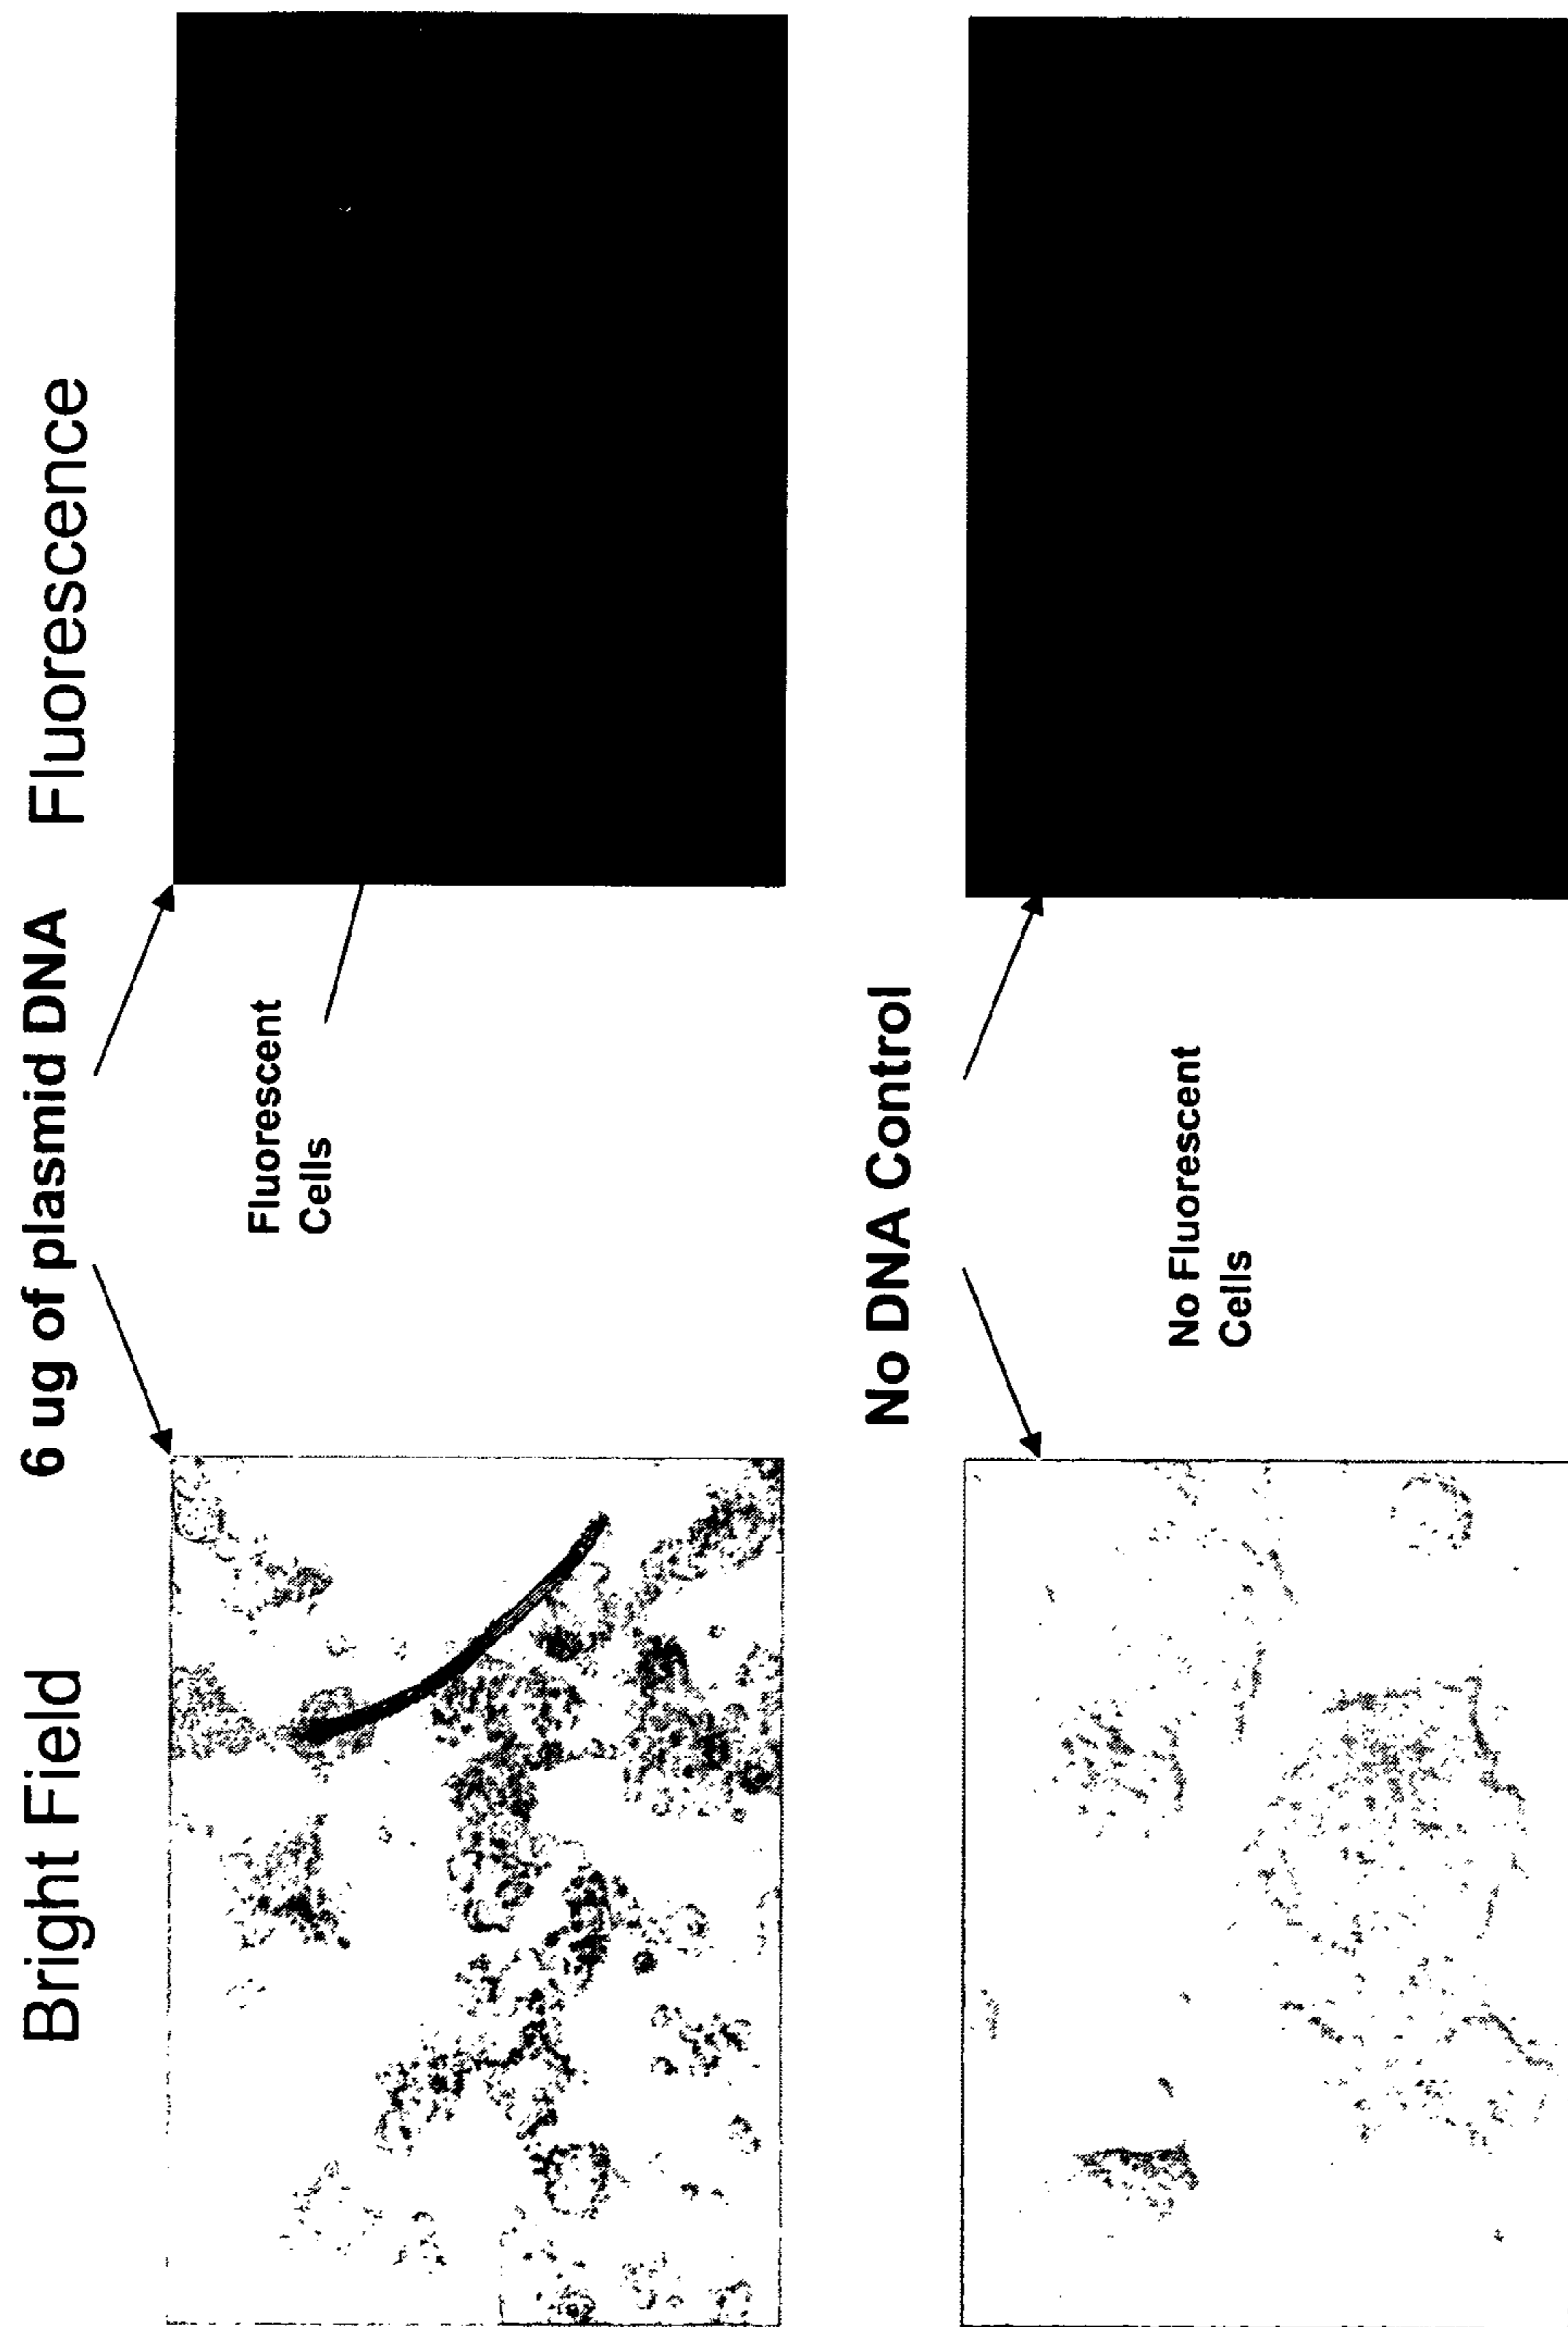 Bright Field
6 ug of plasmid DNA
Fluorescence
Fluorescent
Cells
No DNA Control
No Fluorescent
Cells